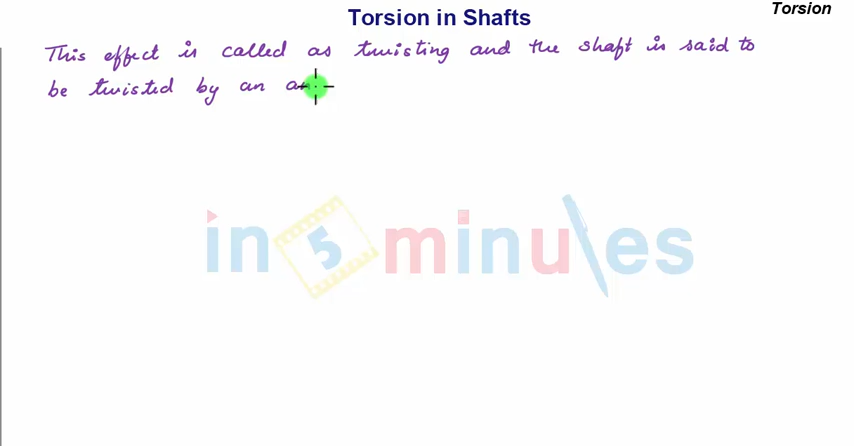 Torsion in Shafts
Torsion
This effect is called as twisting and the shaft is said to
be twisted by an
in 5 minutes